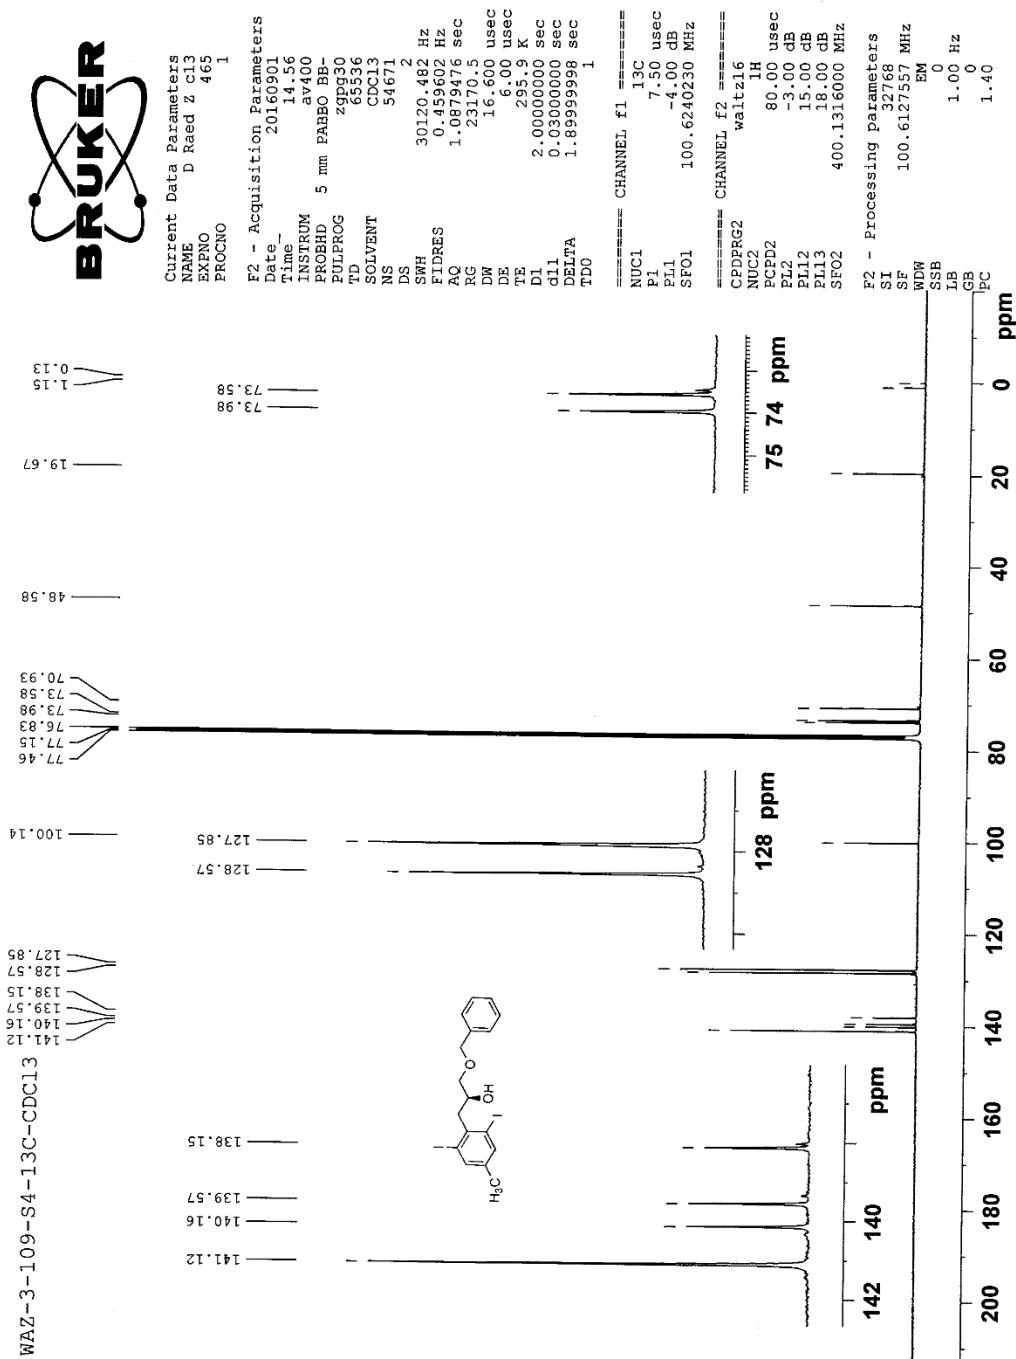 WAZ-3-109-S4-13C-CDCl3
141.12
140.16
139.57
138.15
128.57
127.85
100.14
77.46
77.15
76.83
73.98
73.58
70.93
48.58
19.67
1.15
0.13
BRUKER
Current Data Parameters
NAME D Raed Z c13
EXPNO 465
PROCNO 1
F2 - Acquisition Parameters
Date_ 20160901
Time 14.56
INSTRUM av400
PROBHD 5 mm PABBO BB-
PULPROG zgpg30
TD 65536
SOLVENT CDCl3
NS 54671
DS 2
SWH 30120.482 Hz
FIDRES 0.459602 Hz
AQ 1.0879476 sec
RG 23170.5
DW 16.600 usec
DE 6.00 usec
TE 295.9 K
D1 2.00000000 sec
d11 0.03000000 sec
DELTA 1.89999998 sec
TD0 1
======== CHANNEL f1 ========
NUC1 13C
P1 7.50 usec
PL1 -4.00 dB
SFO1 100.6240230 MHz
======== CHANNEL f2 ========
CPDPRG2 waltz16
NUC2 1H
PCPD2 80.00 usec
PL2 -3.00 dB
PL12 15.00 dB
PL13 18.00 dB
SFO2 400.1316000 MHz
F2 - Processing parameters
SI 32768
SF 100.6127557 MHz
WDW EM
SSB 0
LB 1.00 Hz
GB 0
PC 1.40
141.12
140.16
139.57
138.15
142 140 ppm
H3C
I
OH
O
128.57
127.85
128 ppm
73.98
73.58
75 74 ppm
200 180 160 140 120 100 80 60 40 20 0 ppm